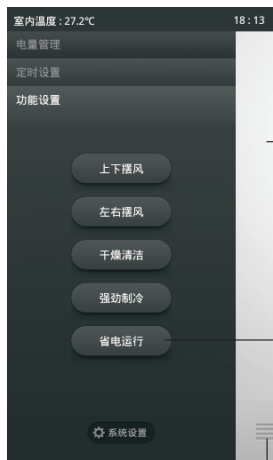 室内温度：27.2℃ 18:13
电量管理
定时设置
功能设置
上下摆风
左右摆风
干燥清洁
强劲制冷
省电运行
系统设置